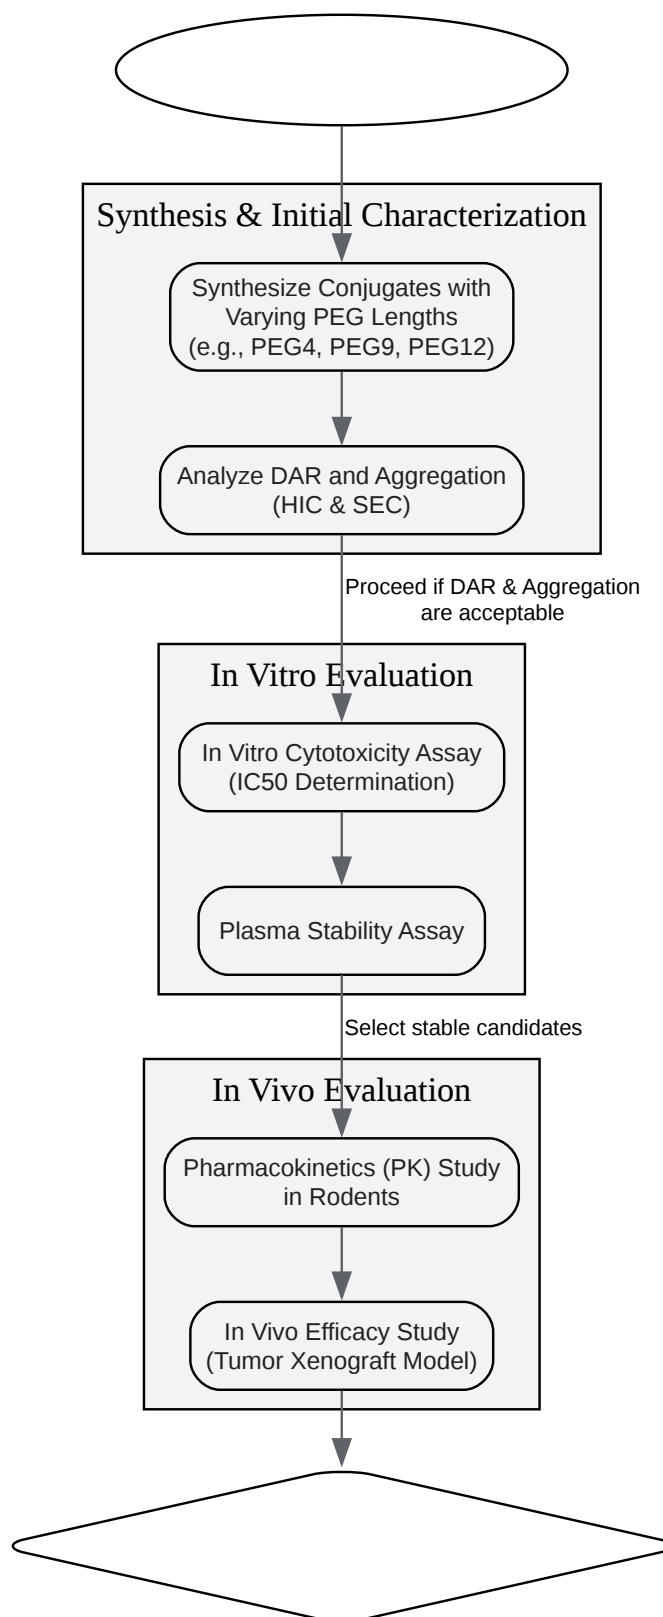 Synthesis & Initial Characterization
Synthesize Conjugates with
Varying PEG Lengths
(e.g., PEG4, PEG9, PEG12)
Analyze DAR and Aggregation
(HIC & SEC)
Proceed if DAR & Aggregation
are acceptable
In Vitro Evaluation
In Vitro Cytotoxicity Assay
(IC50 Determination)
Plasma Stability Assay
Select stable candidates
In Vivo Evaluation
Pharmacokinetics (PK) Study
in Rodents
In Vivo Efficacy Study
(Tumor Xenograft Model)